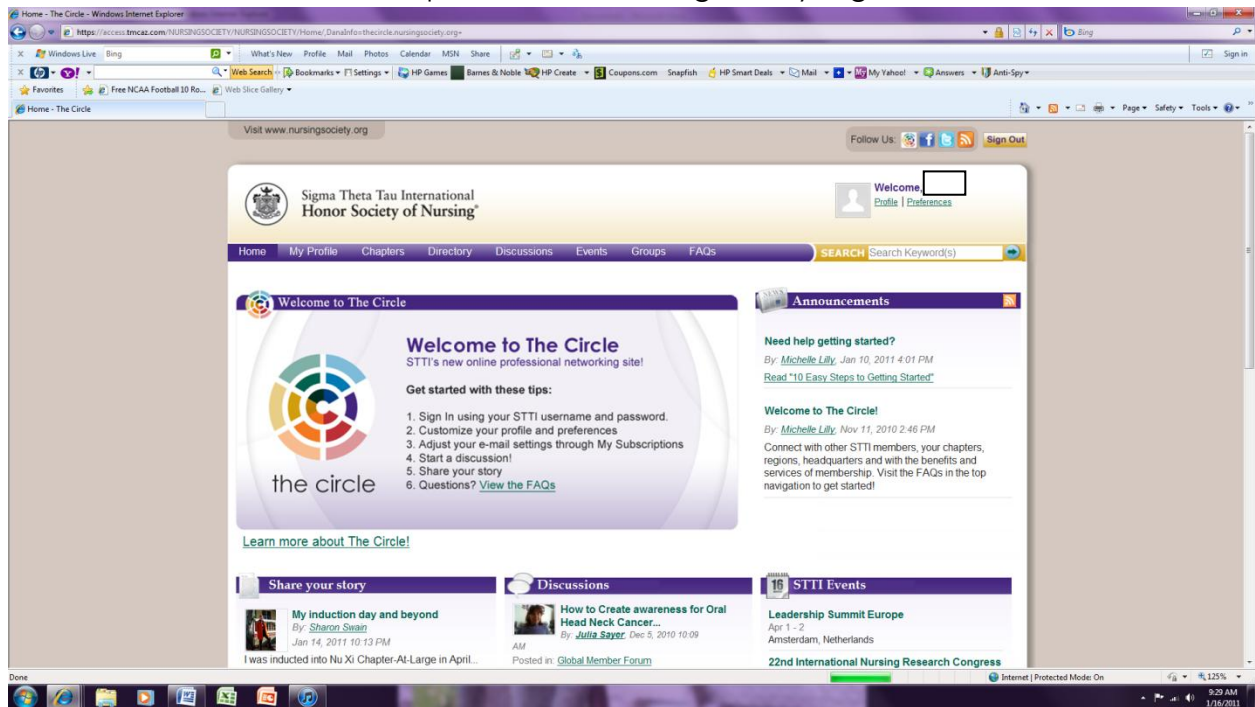 Home - The Circle - Windows Internet Explorer
https://access.tmcaz.com/NURSINGSOCIETY/NURSINGSOCIETY/Home/,DanaInfo=thecircle.nursingsociety.org+
Bing
X Windows Live Bing What's New Profile Mail Photos Calendar MSN Share Sign in
X Web Search Bookmarks Settings HP Games Barnes & Noble HP Create Coupons.com Snapfish HP Smart Deals Mail My Yahoo! Answers Anti-Spy
Favorites Free NCAA Football 10 Ro... Web Slice Gallery
Home - The Circle Page Safety Tools
Visit www.nursingsociety.org
Follow Us: Sign Out
Sigma Theta Tau International
Honor Society of Nursing®
Welcome,
Profile | Preferences
Home My Profile Chapters Directory Discussions Events Groups FAQs SEARCH Search Keyword(s)
Welcome to The Circle
Welcome to The Circle
STTI's new online professional networking site!
Get started with these tips:
1. Sign In using your STTI username and password.
2. Customize your profile and preferences
3. Adjust your e-mail settings through My Subscriptions
4. Start a discussion!
5. Share your story
6. Questions? View the FAQs
the circle
Learn more about The Circle!
NEWS
Announcements
Need help getting started?
By: Michelle Lilly, Jan 10, 2011 4:01 PM
Read "10 Easy Steps to Getting Started"
Welcome to The Circle!
By: Michelle Lilly, Nov 11, 2010 2:46 PM
Connect with other STTI members, your chapters,
regions, headquarters and with the benefits and
services of membership. Visit the FAQs in the top
navigation to get started!
Share your story
My induction day and beyond
By: Sharon Swain
Jan 14, 2011 10:13 PM
I was inducted into Nu Xi Chapter-At-Large in April...
Discussions
How to Create awareness for Oral
Head Neck Cancer...
By: Julia Sayer, Dec 5, 2010 10:09
AM
Posted in: Global Member Forum
16 STTI Events
Leadership Summit Europe
Apr 1 - 2
Amsterdam, Netherlands
22nd International Nursing Research Congress
Done Internet | Protected Mode: On 125%
9:29 AM
1/16/2011